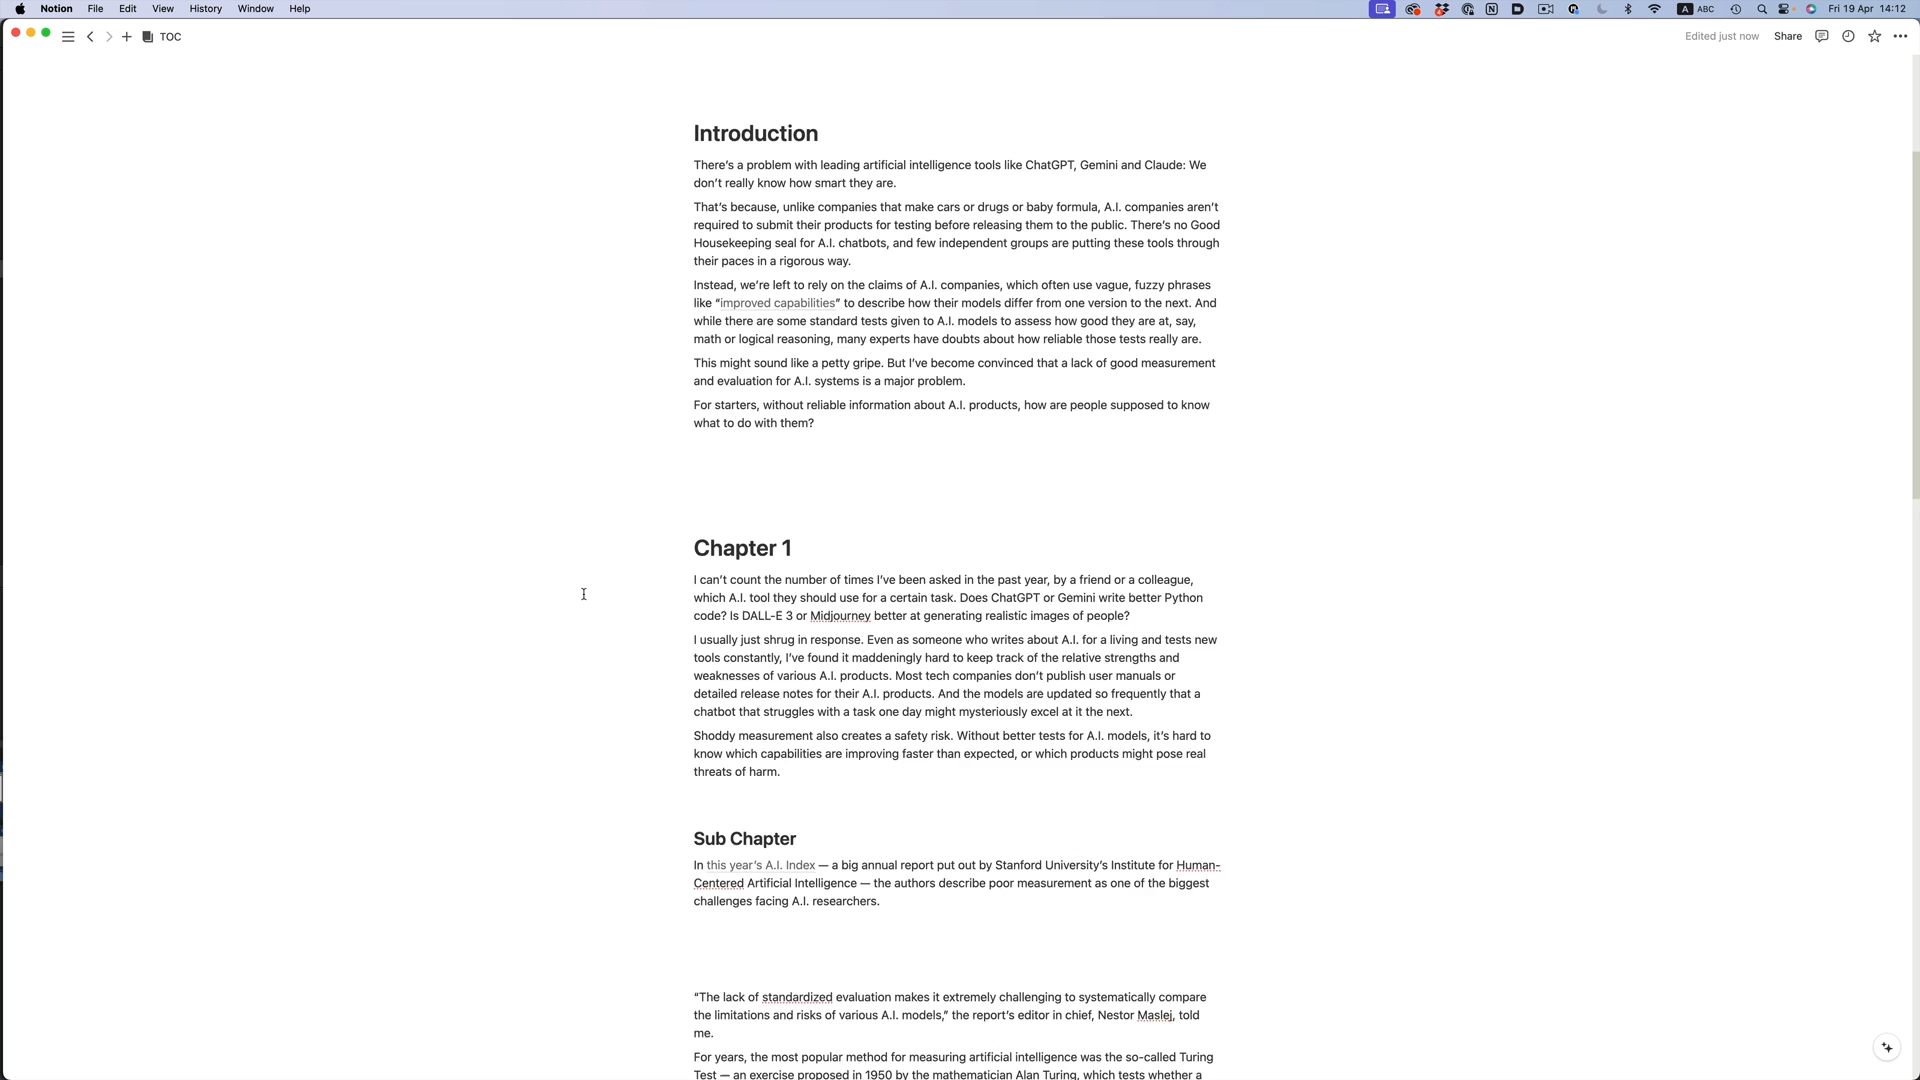 Notion File Edit View History Window Help
A ABC Fri 19 Apr 14:12
TOC
Edited just now Share
Introduction
There’s a problem with leading artificial intelligence tools like ChatGPT, Gemini and Claude: We
don’t really know how smart they are.
That’s because, unlike companies that make cars or drugs or baby formula, A.I. companies aren’t
required to submit their products for testing before releasing them to the public. There’s no Good
Housekeeping seal for A.I. chatbots, and few independent groups are putting these tools through
their paces in a rigorous way.
Instead, we’re left to rely on the claims of A.I. companies, which often use vague, fuzzy phrases
like “improved capabilities” to describe how their models differ from one version to the next. And
while there are some standard tests given to A.I. models to assess how good they are at, say,
math or logical reasoning, many experts have doubts about how reliable those tests really are.
This might sound like a petty gripe. But I’ve become convinced that a lack of good measurement
and evaluation for A.I. systems is a major problem.
For starters, without reliable information about A.I. products, how are people supposed to know
what to do with them?
Chapter 1
I can’t count the number of times I’ve been asked in the past year, by a friend or a colleague,
which A.I. tool they should use for a certain task. Does ChatGPT or Gemini write better Python
code? Is DALL-E 3 or Midjourney better at generating realistic images of people?
I usually just shrug in response. Even as someone who writes about A.I. for a living and tests new
tools constantly, I’ve found it maddeningly hard to keep track of the relative strengths and
weaknesses of various A.I. products. Most tech companies don’t publish user manuals or
detailed release notes for their A.I. products. And the models are updated so frequently that a
chatbot that struggles with a task one day might mysteriously excel at it the next.
Shoddy measurement also creates a safety risk. Without better tests for A.I. models, it’s hard to
know which capabilities are improving faster than expected, or which products might pose real
threats of harm.
Sub Chapter
In this year’s A.I. Index — a big annual report put out by Stanford University’s Institute for Human-
Centered Artificial Intelligence — the authors describe poor measurement as one of the biggest
challenges facing A.I. researchers.
“The lack of standardized evaluation makes it extremely challenging to systematically compare
the limitations and risks of various A.I. models,” the report’s editor in chief, Nestor Maslej, told
me.
For years, the most popular method for measuring artificial intelligence was the so-called Turing
Test — an exercise proposed in 1950 by the mathematician Alan Turing, which tests whether a